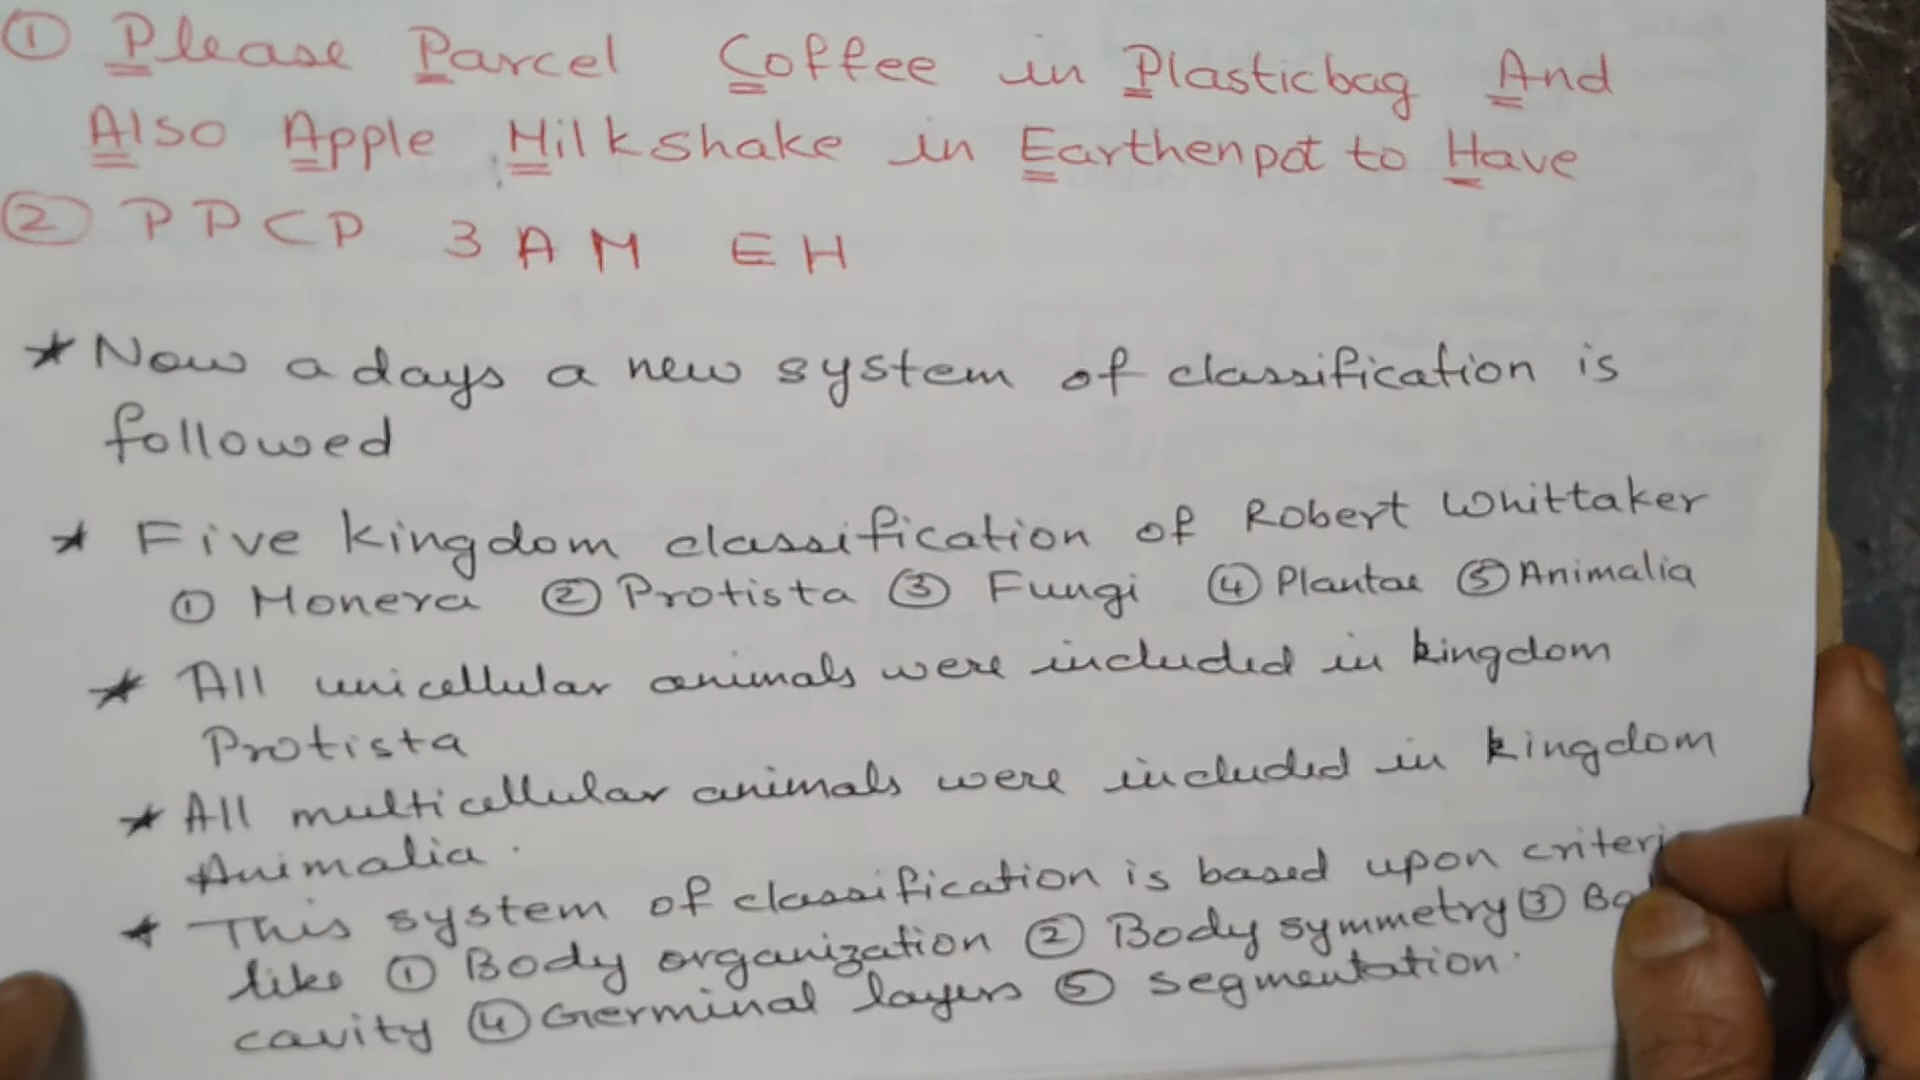 ① Please Parcel Coffee in Plasticbag And
Also Apple Milkshake in Earthenpot to Have
② PPCP 3 A M EH
* Now a days a new system of classification is
followed
* Five kingdom classification of Robert Whittaker
① Monera ② Protista ③ Fungi ④ Plantae ⑤ Animalia
* All unicellular animals were included in kingdom
Protista
* All multicellular animals were included in kingdom
Animalia.
* This system of classification is based upon
like ① Body organization ② Body symmetry ③
cavity ④ Germinal layers ⑤ segmentation.